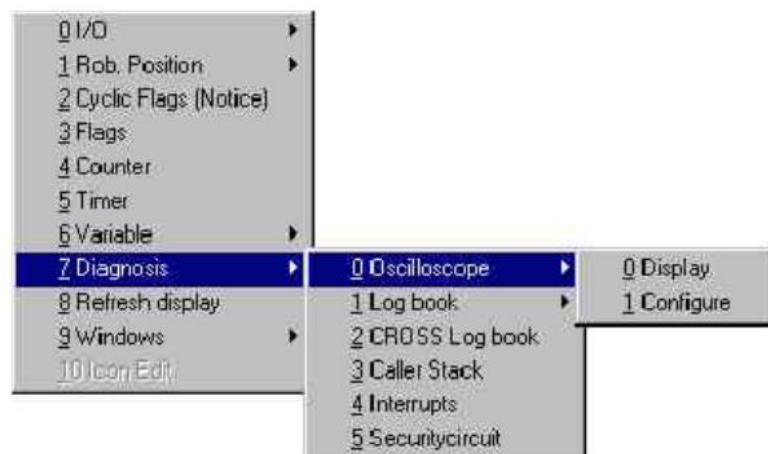 0 I/O
1 Rob. Position
2 Cyclic Flags (Notice)
3 Flags
4 Counter
5 Timer
6 Variable
7 Diagnosis
8 Refresh display
9 Windows
10 Icon Edit.
0 Oscilloscope
1 Log book
2 CROSS Log book
3 Caller Stack
4 Interrupts
5 Securitycircuit
0 Display
1 Configure